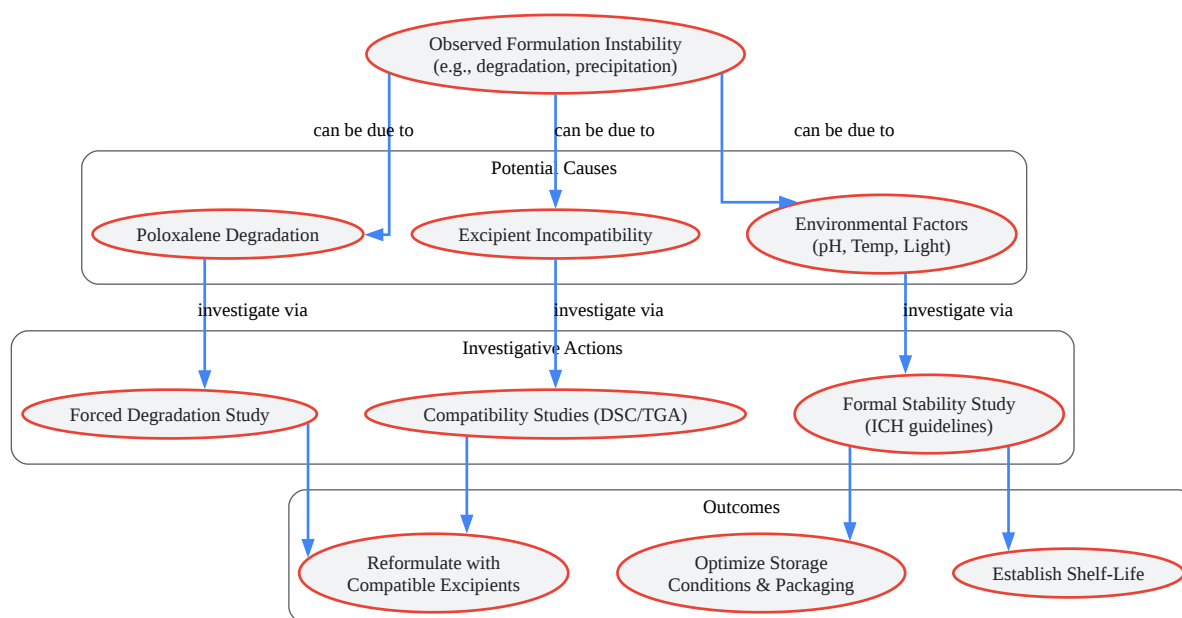 Observed Formulation Instability
(e.g., degradation, precipitation)
can be due to
can be due to
can be due to
Potential Causes
Poloxalene Degradation
Excipient Incompatibility
Environmental Factors
(pH, Temp, Light)
investigate via
investigate via
investigate via
Investigative Actions
Forced Degradation Study
Compatibility Studies (DSC/TGA)
Formal Stability Study
(ICH guidelines)
Outcomes
Reformulate with
Compatible Excipients
Optimize Storage
Conditions & Packaging
Establish Shelf-Life